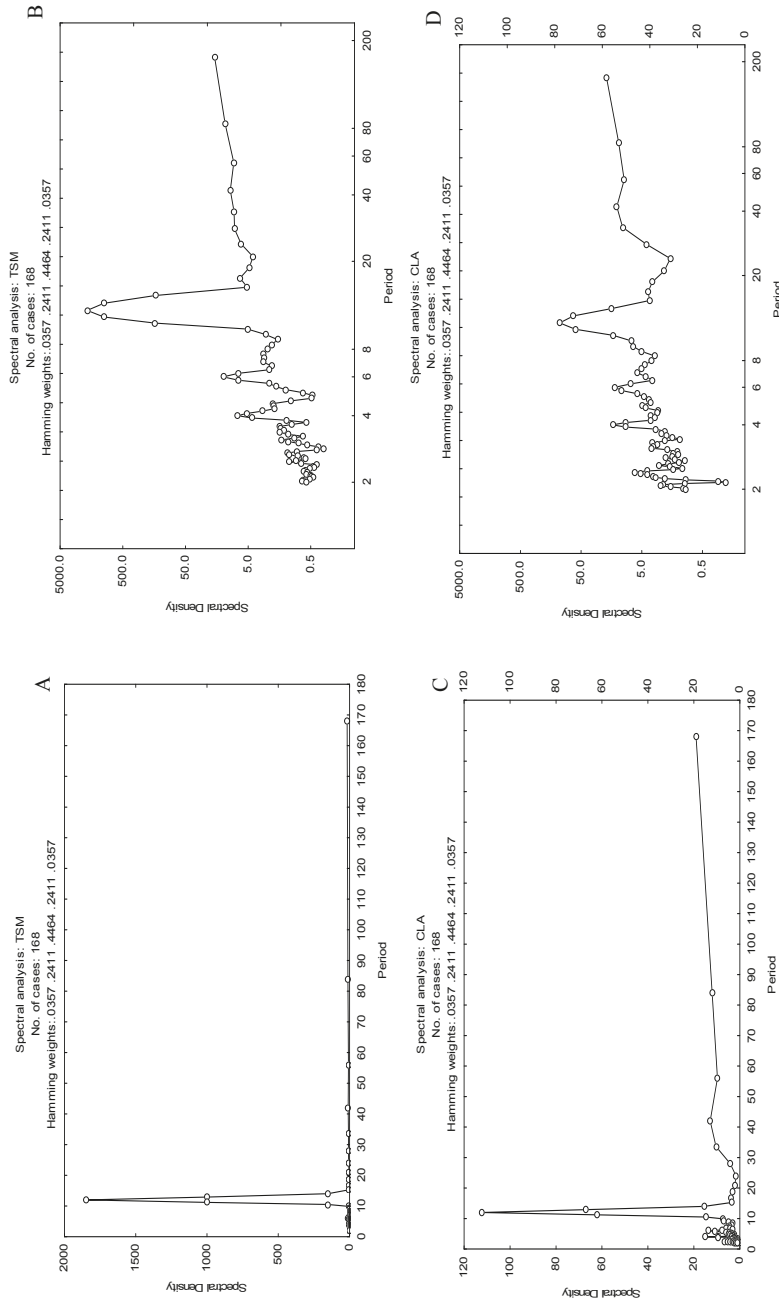 A
Spectral analysis: TSM
No. of cases: 168
Hamming weights:.0357 .2411 .4464 .2411 .0357
2000
1500
1000
500
0
Spectral Density
0 10 20 30 40 50 60 70 80 90 100 110 120 130 140 150 160 170 180
Period
B
Spectral analysis: TSM
No. of cases: 168
Hamming weights:.0357 .2411 .4464 .2411 .0357
5000.0
500.0
50.0
5.0
0.5
Spectral Density
2 4 6 8 20 40 60 80 200
Period
C
Spectral analysis: CLA
No. of cases: 168
Hamming weights:.0357 .2411 .4464 .2411 .0357
120 120
100 100
80 80
60 60
40 40
20 20
0 0
Spectral Density
0 10 20 30 40 50 60 70 80 90 100 110 120 130 140 150 160 170 180
Period
D
Spectral analysis: CLA
No. of cases: 168
Hamming weights:.0357 .2411 .4464 .2411 .0357
5000.0
500.0
50.0
5.0
0.5
Spectral Density
120
100
80
60
40
20
0
2 4 6 8 20 40 60 80 200
Period